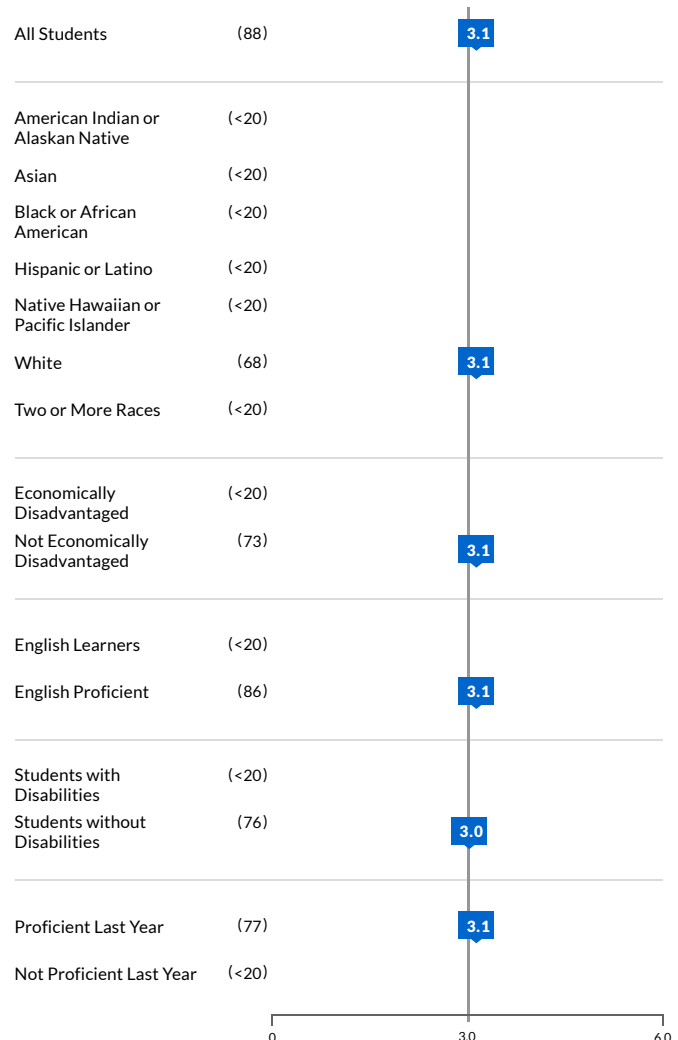 All Students (88) 3.1
American Indian or (<20)
Alaskan Native
Asian (<20)
Black or African (<20)
American
Hispanic or Latino (<20)
Native Hawaiian or (<20)
Pacific Islander
White (68) 3.1
Two or More Races (<20)
Economically (<20)
Disadvantaged
Not Economically (73) 3.1
Disadvantaged
English Learners (<20)
English Proficient (86) 3.1
Students with (<20)
Disabilities
Students without (76) 3.0
Disabilities
Proficient Last Year (77) 3.1
Not Proficient Last Year (<20)
0 3.0 6.0